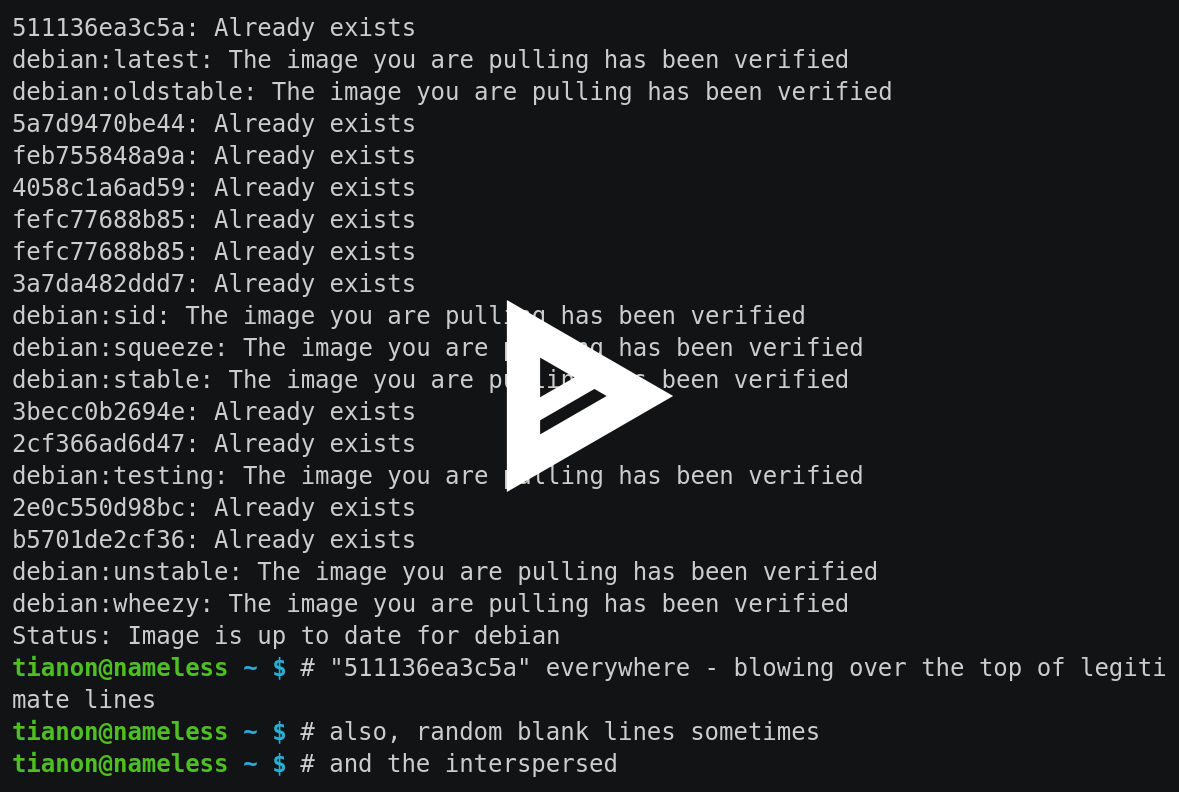 511136ea3c5a: Already exists
debian:latest: The image you are pulling has been verified
debian:oldstable: The image you are pulling has been verified
5a7d9470be44: Already exists
feb755848a9a: Already exists
4058c1a6ad59: Already exists
fefc77688b85: Already exists
fefc77688b85: Already exists
3a7da482ddd7: Already exists
debian:sid: The image you are pulling has been verified
debian:squeeze: The image you are pulling has been verified
debian:stable: The image you are pulling has been verified
3becc0b2694e: Already exists
2cf366ad6d47: Already exists
debian:testing: The image you are pulling has been verified
2e0c550d98bc: Already exists
b5701de2cf36: Already exists
debian:unstable: The image you are pulling has been verified
debian:wheezy: The image you are pulling has been verified
Status: Image is up to date for debian
tianon@nameless ~ $ # "511136ea3c5a" everywhere - blowing over the top of legiti
mate lines
tianon@nameless ~ $ # also, random blank lines sometimes
tianon@nameless ~ $ # and the interspersed